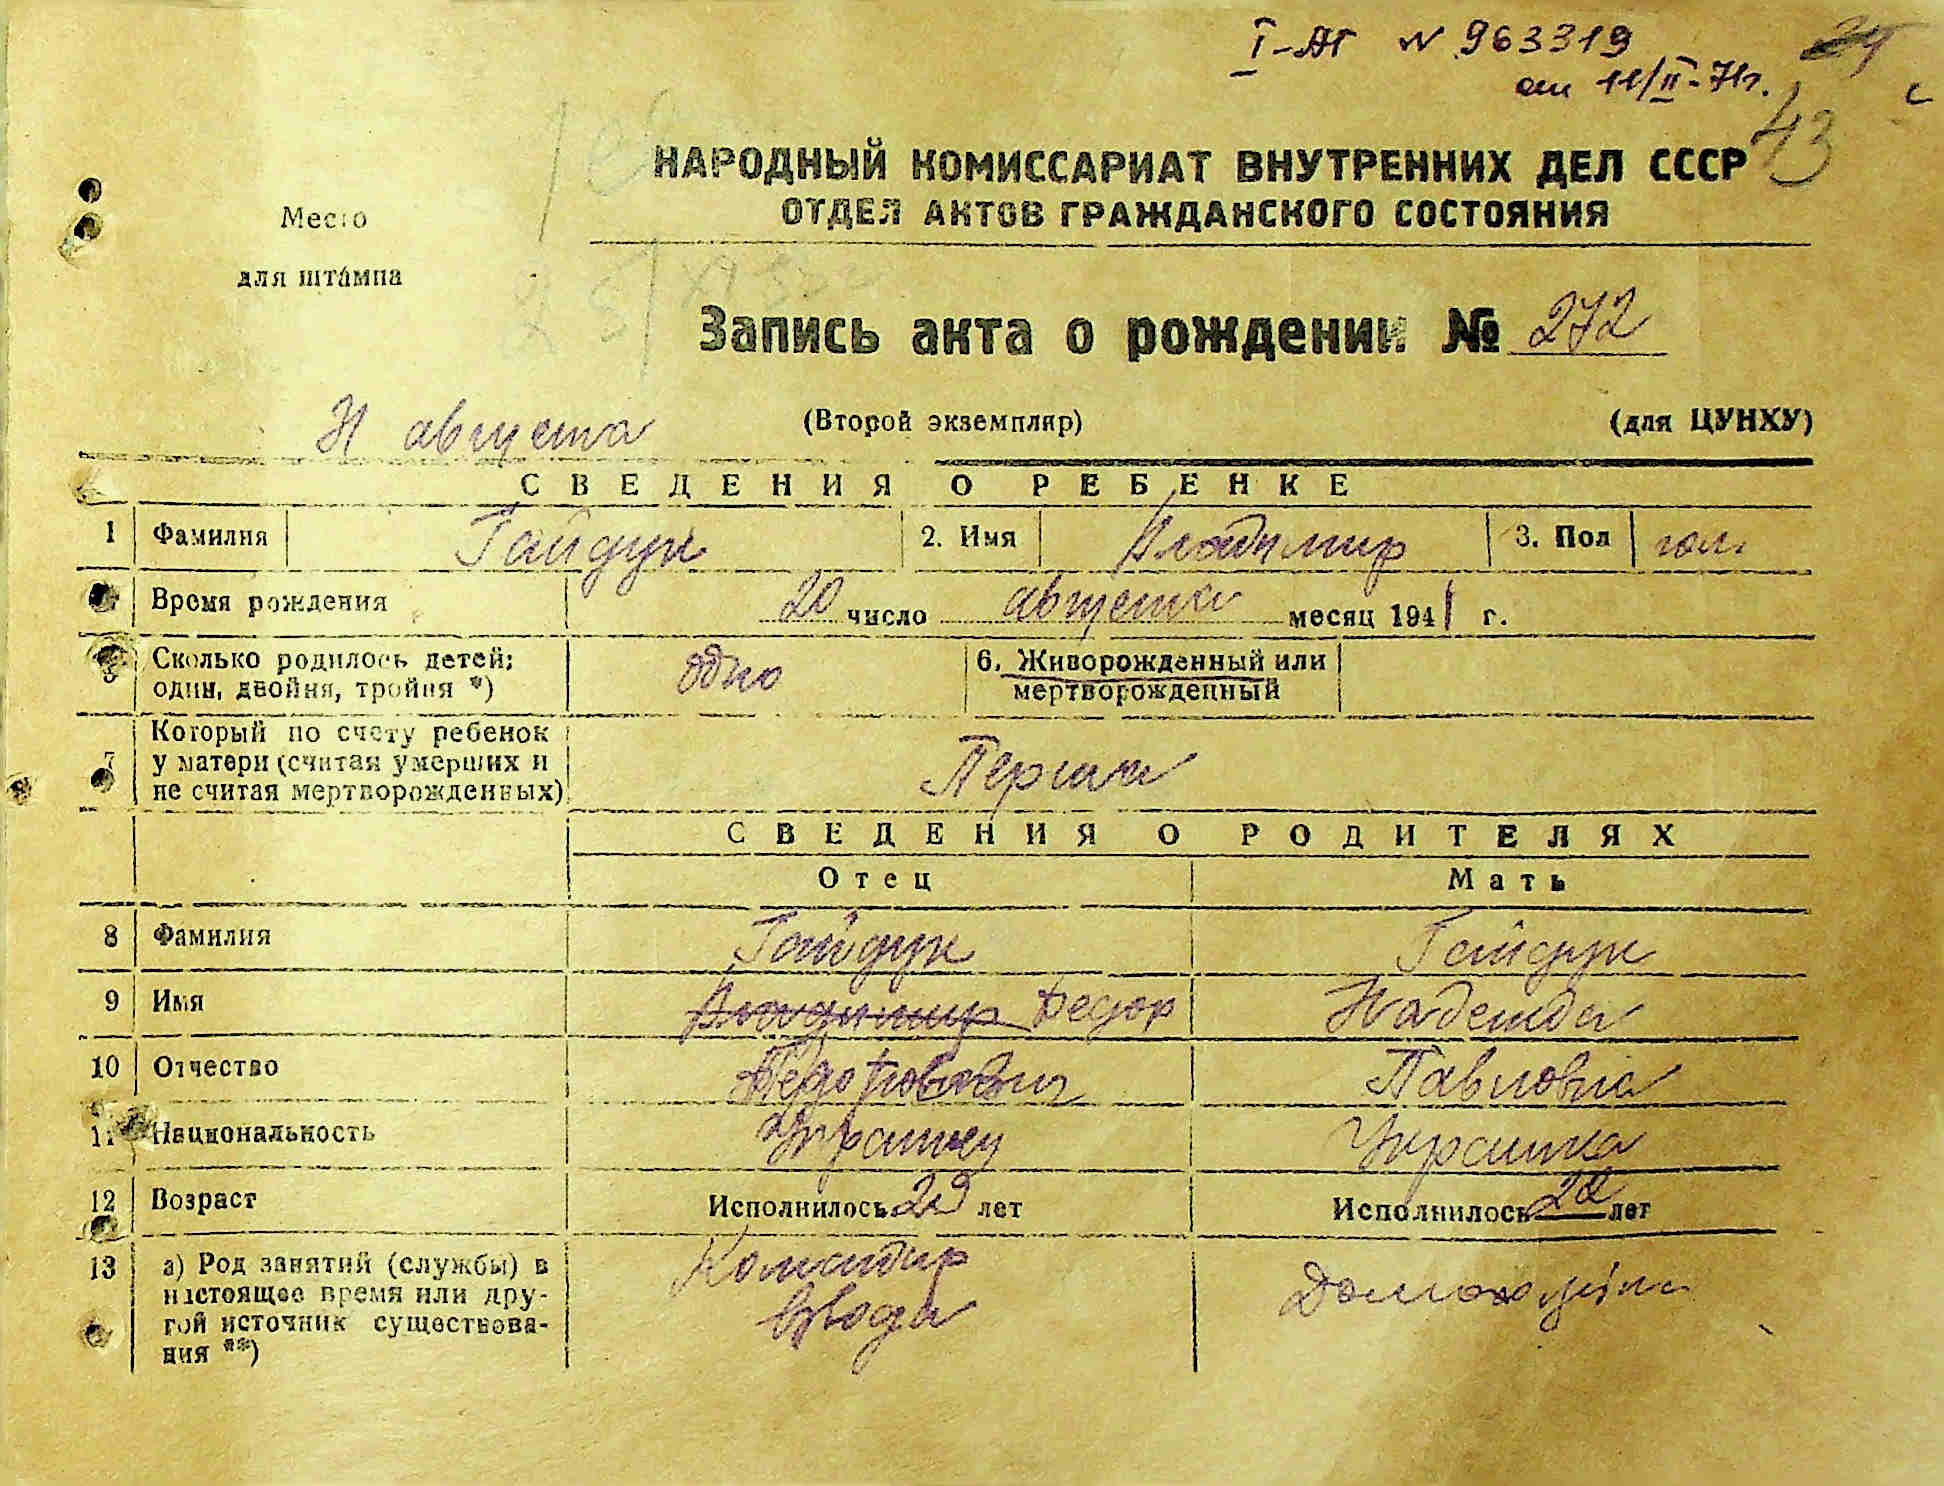 I-АГ № 963319
от 11/II-71г.
43
НАРОДНЫЙ КОМИССАРИАТ ВНУТРЕННИХ ДЕЛ СССР
ОТДЕЛ АКТОВ ГРАЖДАНСКОГО СОСТОЯНИЯ
Место
для штампа
Запись акта о рождении № 272
августа (Второй экземпляр) (для ЦУНХУ)
СВЕДЕНИЯ О РЕБЕНКЕ
1 Фамилия Гайдук 2. Имя Владимир 3. Пол
Время рождения 20 число августа месяц 1941 г.
Сколько родилось детей;
один, двойня, тройня *) одно
6. Живорожденный или
мертворожденный
7 Который по счету ребенок
у матери (считая умерших и
не считая мертворожденных)
СВЕДЕНИЯ О РОДИТЕЛЯХ
Отец Мать
8 Фамилия Гайдук Гайдук
9 Имя Владимир Федор Надежда
10 Отчество Павловна
11 Национальность Украинец Украинка
12 Возраст Исполнилось 29 лет Исполнилось лет
13 а) Род занятий (службы) в
настоящее время или дру-
гой источник существова-
ния **)
Командир
взвода